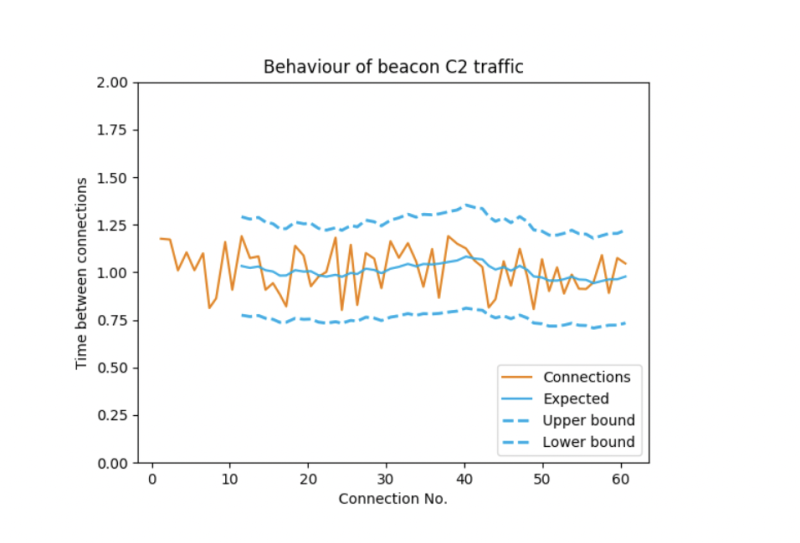 Behaviour of beacon C2 traffic
2.00
1.75
1.50
1.25
1.00
0.75
0.50
0.25
0.00
Time between connections
Connections
Expected
Upper bound
Lower bound
0 10 20 30 40 50 60
Connection No.